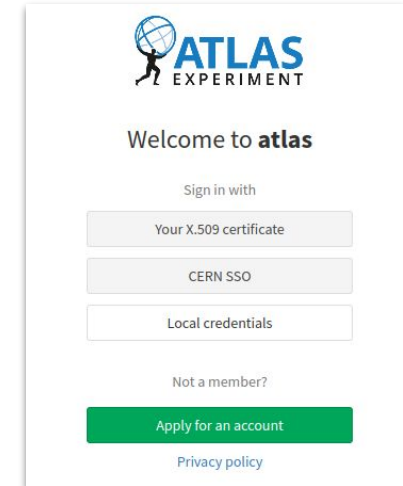 ATLAS
EXPERIMENT
Welcome to atlas
Sign in with
Your X.509 certificate
CERN SSO
Local credentials
Not a member?
Apply for an account
Privacy policy